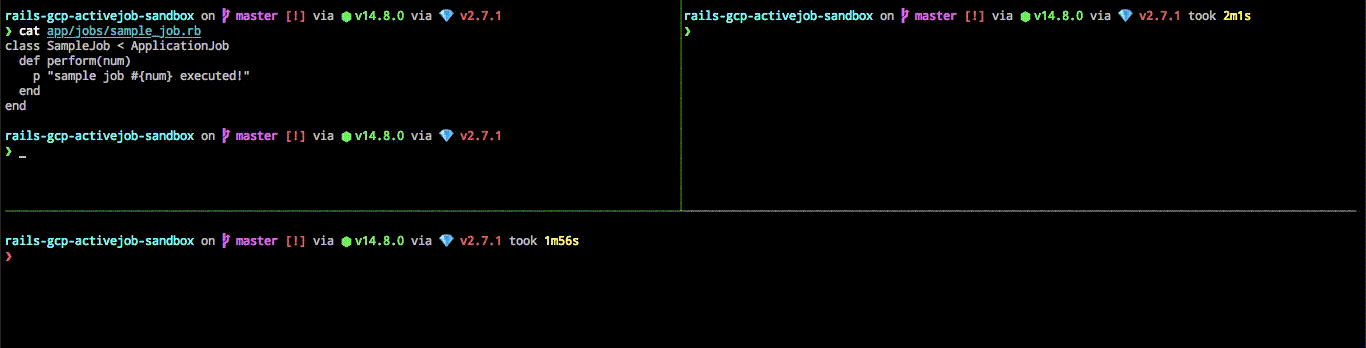 rails-gcp-activejob-sandbox on master [!] via v14.8.0 via v2.7.1
❯ cat app/jobs/sample_job.rb
class SampleJob < ApplicationJob
  def perform(num)
    p "sample job #{num} executed!"
  end
end
rails-gcp-activejob-sandbox on master [!] via v14.8.0 via v2.7.1
❯ _
rails-gcp-activejob-sandbox on master [!] via v14.8.0 via v2.7.1 took 2m1s
❯
rails-gcp-activejob-sandbox on master [!] via v14.8.0 via v2.7.1 took 1m56s
❯